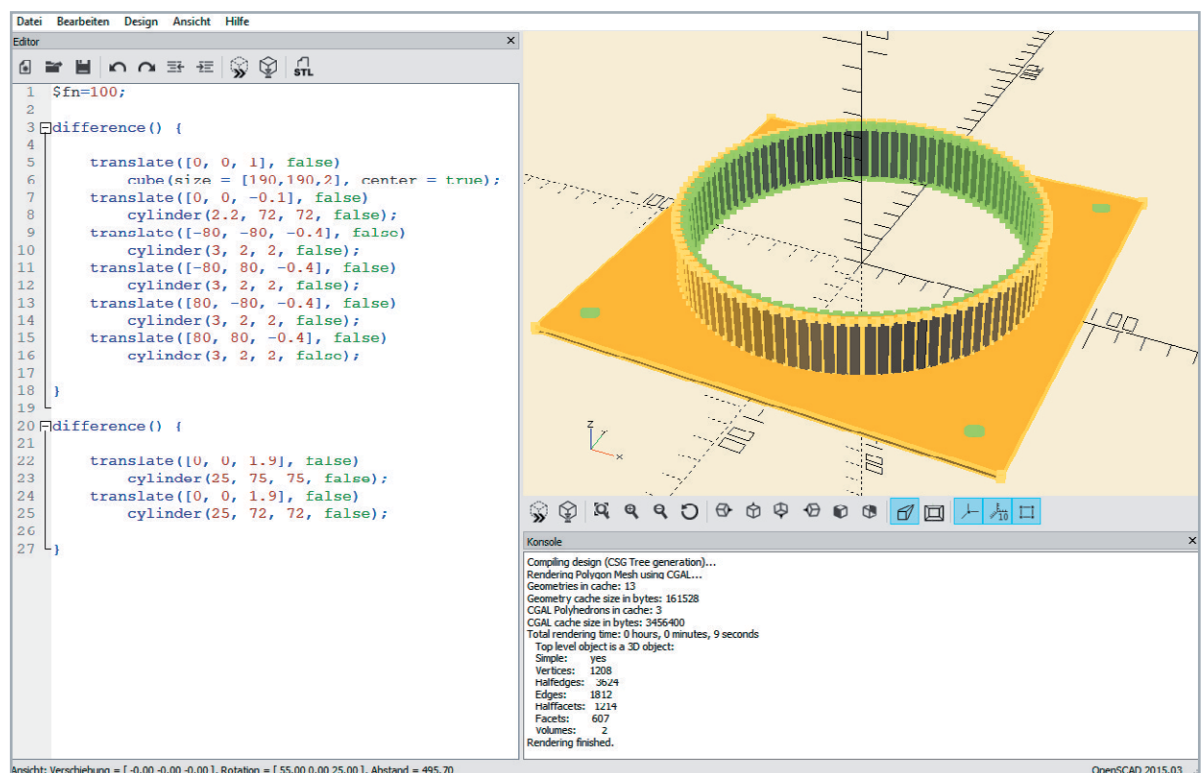 Datei Bearbeiten Design Ansicht Hilfe
Editor
STL
1 $fn=100;
2
3 difference() {
4
5 translate([0, 0, 1], false)
6 cube(size = [190,190,2], center = true);
7 translate([0, 0, -0.1], false)
8 cylinder(2.2, 72, 72, false);
9 translate([-80, -80, -0.4], false)
10 cylinder(3, 2, 2, false);
11 translate([-80, 80, -0.4], false)
12 cylinder(3, 2, 2, false);
13 translate([80, -80, -0.4], false)
14 cylinder(3, 2, 2, false);
15 translate([80, 80, -0.4], false)
16 cylinder(3, 2, 2, false);
17
18 }
19
20 difference() {
21
22 translate([0, 0, 1.9], false)
23 cylinder(25, 75, 75, false);
24 translate([0, 0, 1.9], false)
25 cylinder(25, 72, 72, false);
26
27 }
100
100
z
y
x
10
Konsole
Compiling design (CSG Tree generation)...
Rendering Polygon Mesh using CGAL...
Geometries in cache: 13
Geometry cache size in bytes: 161528
CGAL Polyhedrons in cache: 3
CGAL cache size in bytes: 3456400
Total rendering time: 0 hours, 0 minutes, 9 seconds
Top level object is a 3D object:
Simple: yes
Vertices: 1208
Halfedges: 3624
Edges: 1812
Halffacets: 1214
Facets: 607
Volumes: 2
Rendering finished.
Ansicht: Verschiebung = [ -0.00 -0.00 -0.00 ], Rotation = [ 55.00 0.00 25.00 ], Abstand = 495.70
OpenSCAD 2015.03